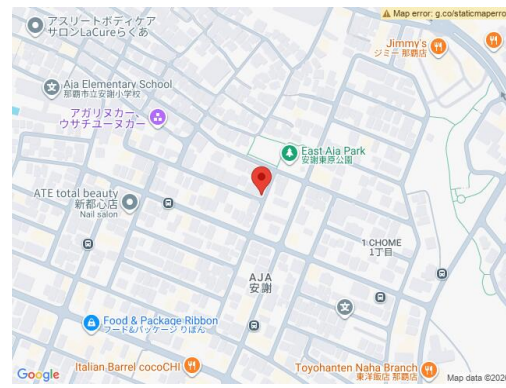 アスリートボディケア
サロンLaCureらくあ
Map error: g.co/staticmaperro
Jimmy's
ジミー 那覇店
Aja Elementary School
那覇市立安謝小学校
アガリヌカー、
ウサチユーヌカー
East Aja Park
安謝東原公園
ATE total beauty
新都心店
Nail salon
1 CHOME
1丁目
AJA
安謝
Food & Package Ribbon
フード&パッケージ りぼん
Italian Barrel cocoCHI
Toyohanten Naha Branch
東洋飯店 那覇店
Google
Map data ©2026